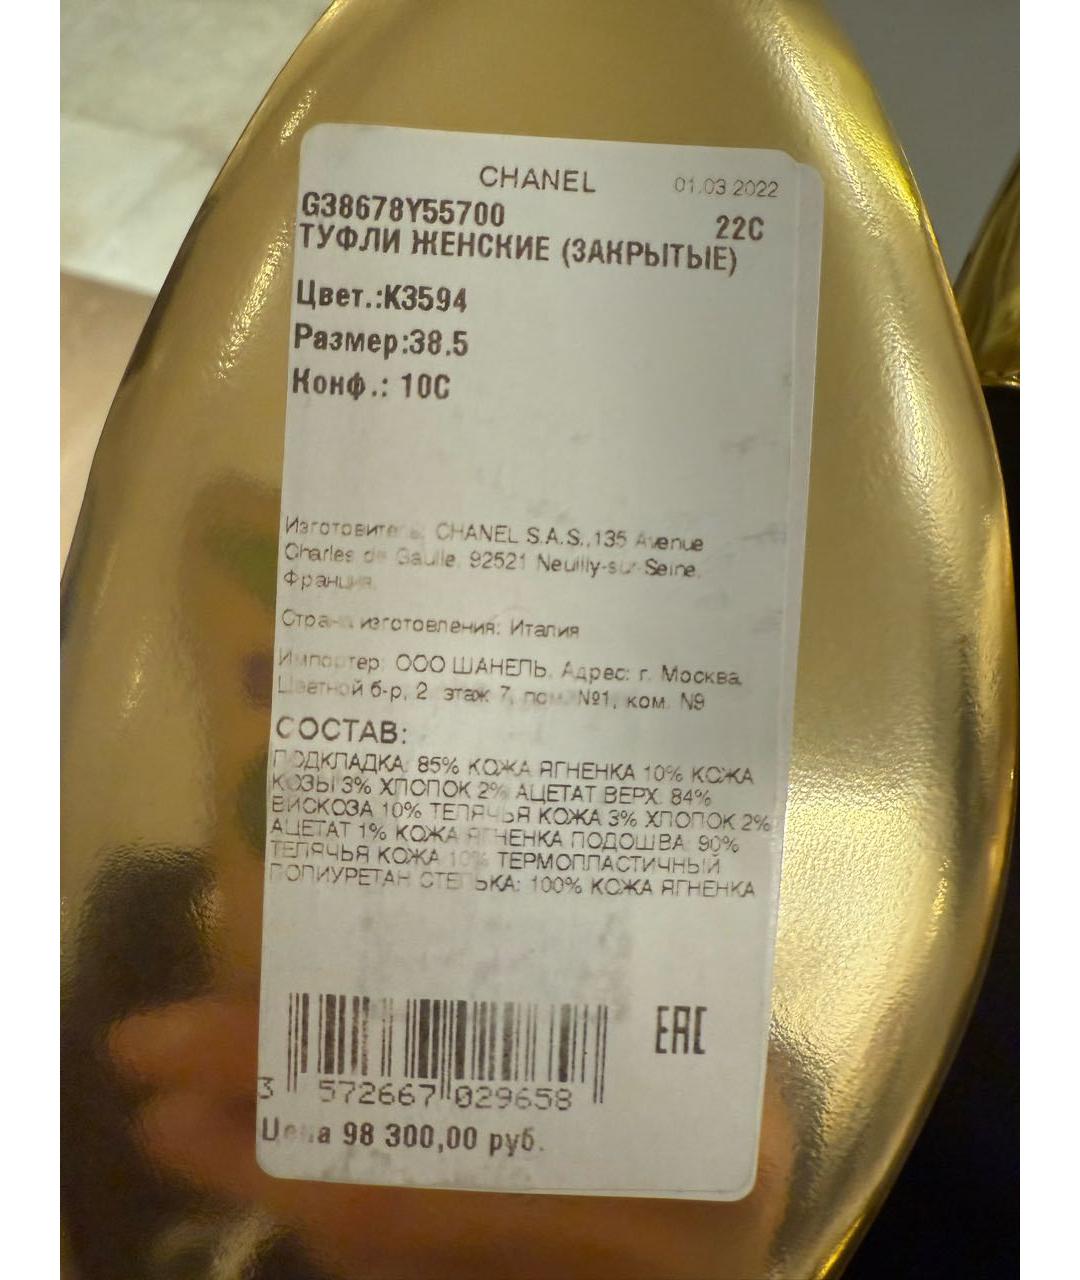 CHANEL 01.03.2022
G38678Y55700 22C
ТУФЛИ ЖЕНСКИЕ (ЗАКРЫТЫЕ)
Цвет.:K3594
Размер:38.5
Конф.: 10C
Изготовитель: CHANEL S.A.S.,135 Avenue
Charles de Gaulle, 92521 Neuilly-sur-Seine,
Франция.
Страна изготовления: Италия
Импортер: ООО ШАНЕЛЬ. Адрес: г. Москва,
Цветной б-р, 2, этаж 7, пом. №1, ком. N9
СОСТАВ:
ПОДКЛАДКА: 85% КОЖА ЯГНЕНКА 10% КОЖА
КОЗЫ 3% ХЛОПОК 2% АЦЕТАТ ВЕРХ: 84%
ВИСКОЗА 10% ТЕЛЯЧЬЯ КОЖА 3% ХЛОПОК 2%
АЦЕТАТ 1% КОЖА ЯГНЕНКА ПОДОШВА: 90%
ТЕЛЯЧЬЯ КОЖА 10% ТЕРМОПЛАСТИЧНЫЙ
ПОЛИУРЕТАН СТЕЛЬКА: 100% КОЖА ЯГНЕНКА
EAC
3 572667 029658
Цена 98 300,00 руб.